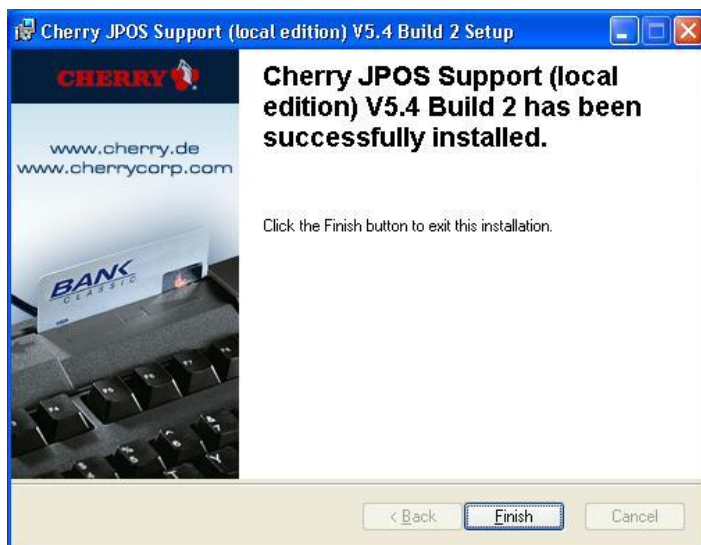 Cherry JPOS Support (local edition) V5.4 Build 2 Setup
CHERRY
www.cherry.de
www.cherrycorp.com
BANK
CLASSIC
Cherry JPOS Support (local
edition) V5.4 Build 2 has been
successfully installed.
Click the Finish button to exit this installation.
< Back
Finish
Cancel